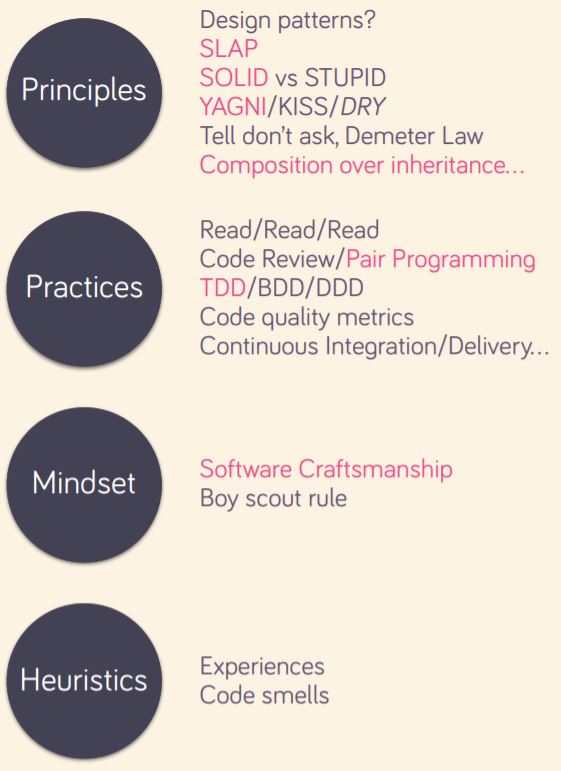 Principles
Design patterns?
SLAP
SOLID vs STUPID
YAGNI/KISS/DRY
Tell don't ask, Demeter Law
Composition over inheritance...
Practices
Read/Read/Read
Code Review/Pair Programming
TDD/BDD/DDD
Code quality metrics
Continuous Integration/Delivery...
Mindset
Software Craftsmanship
Boy scout rule
Heuristics
Experiences
Code smells